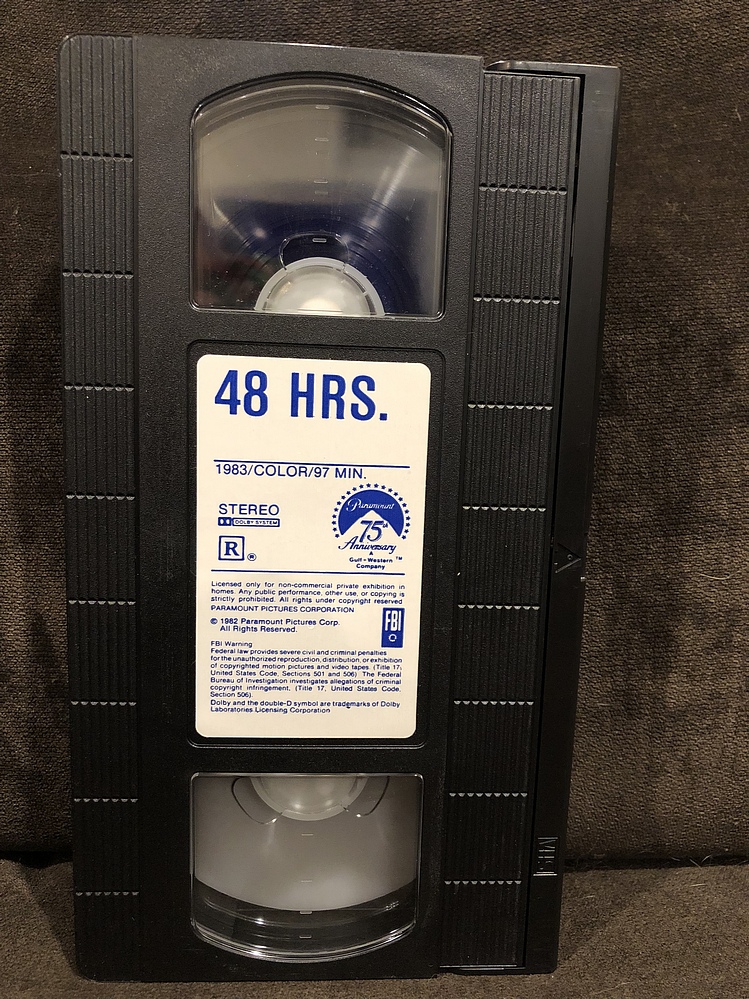 48 HRS.
1983/COLOR/97 MIN.
STEREO
DOLBY SYSTEM
R ®
Paramount
75th
Anniversary
A
Gulf+Western ™
Company
Licensed only for non-commercial private exhibition in
homes. Any public performance, other use, or copying is
strictly prohibited. All rights under copyright reserved
PARAMOUNT PICTURES CORPORATION
© 1982 Paramount Pictures Corp.
All Rights Reserved.
FBI
FBI Warning
Federal law provides severe civil and criminal penalties
for the unauthorized reproduction, distribution, or exhibition
of copyrighted motion pictures and video tapes. (Title 17,
United States Code, Sections 501 and 506) The Federal
Bureau of Investigation investigates allegations of criminal
copyright infringement. (Title 17, United States Code,
Section 506).
Dolby and the double-D symbol are trademarks of Dolby
Laboratories Licensing Corporation
VHS